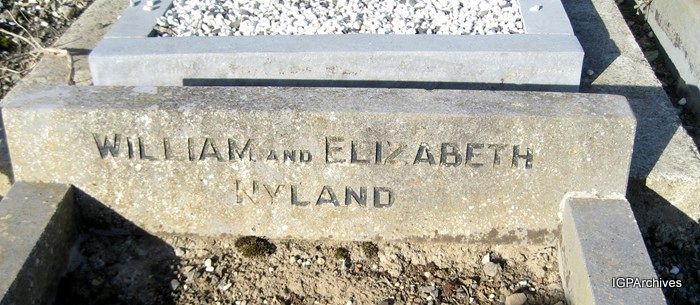 WILLIAM AND ELIZABETH
NYLAND
IGPArchives